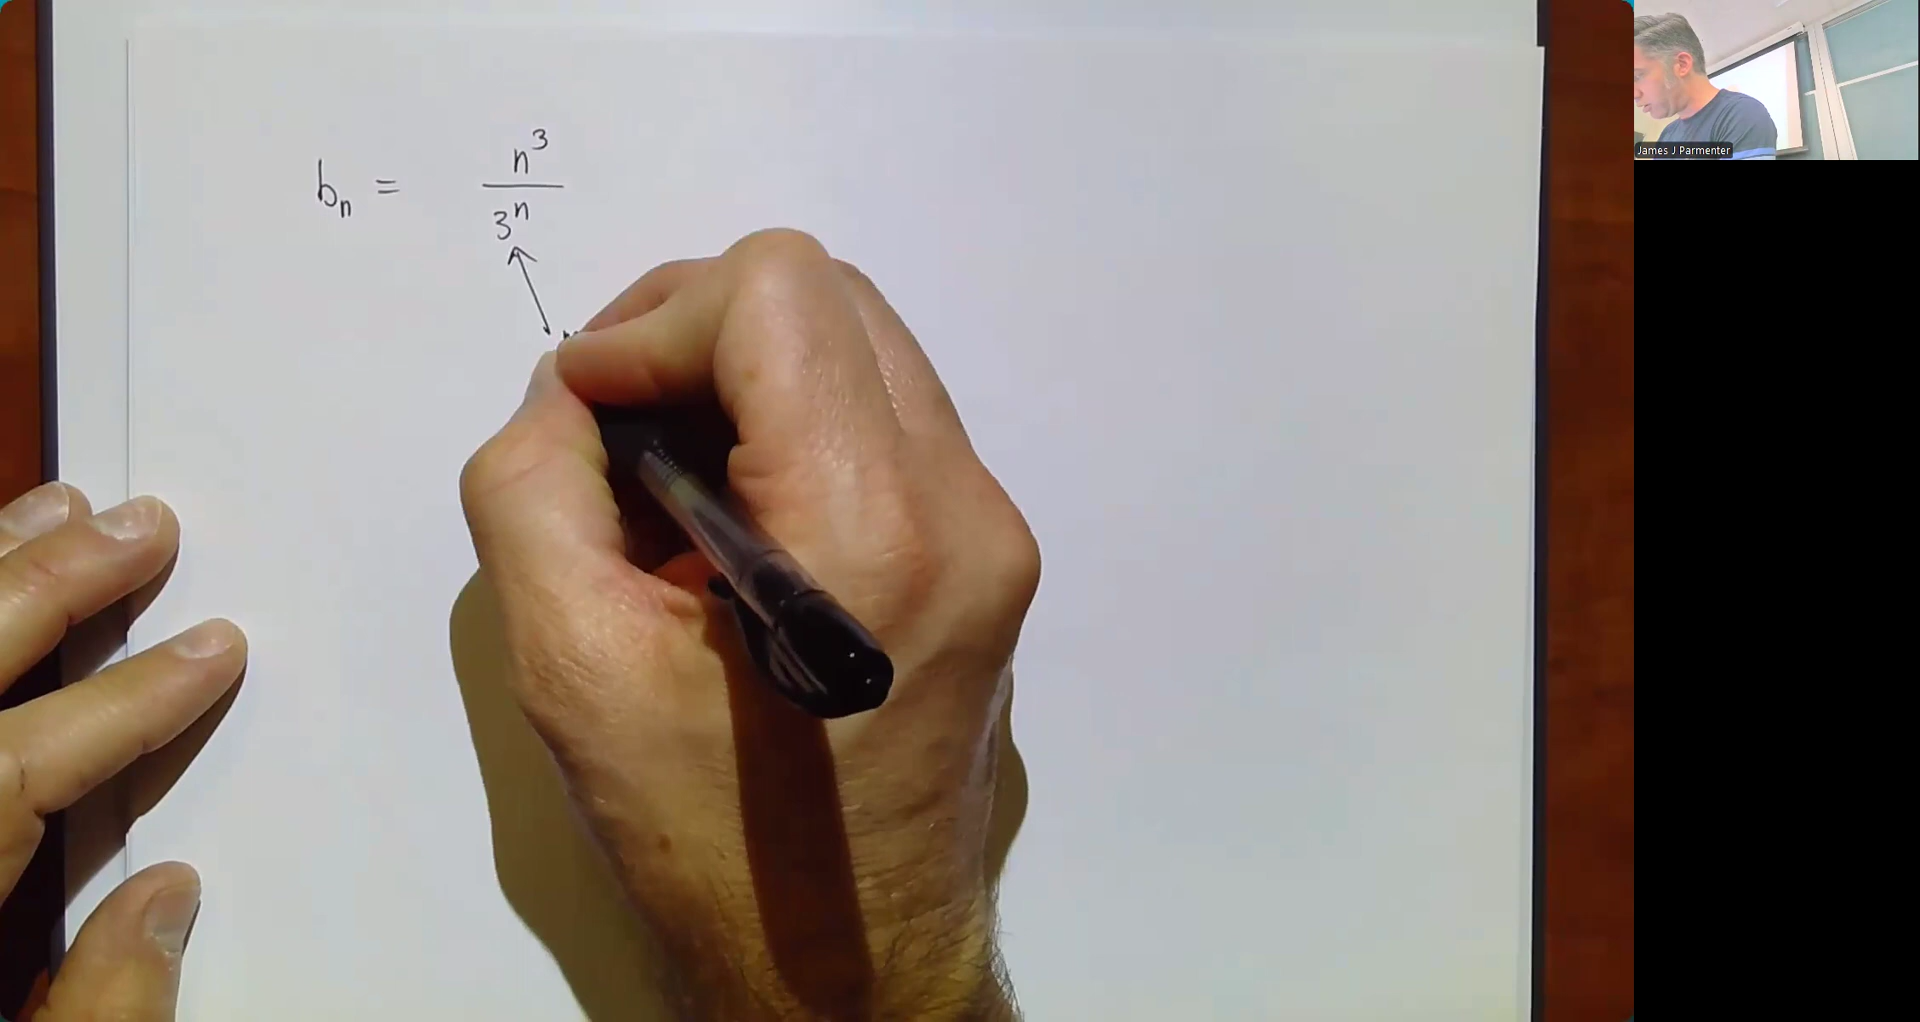 b_n = n^3 / 3^n
James J Parmenter